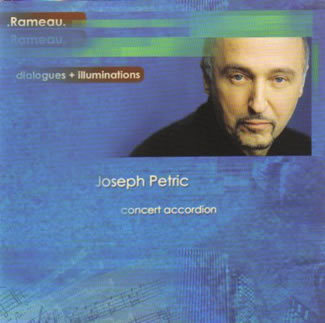 .Rameau.
.Rameau.
dialogues + illuminations
Joseph Petric
concert accordion